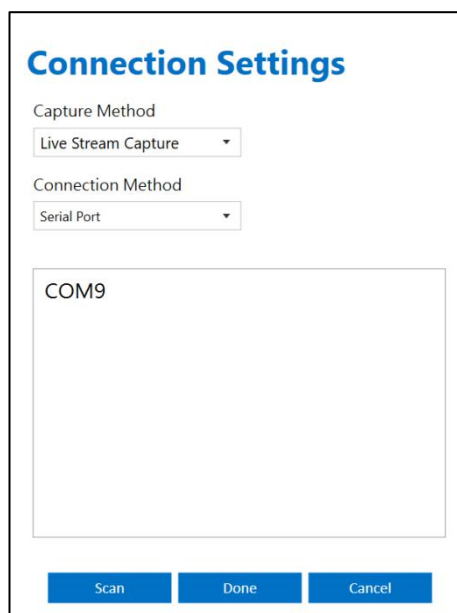 Connection Settings
Capture Method
Live Stream Capture
Connection Method
Serial Port
COM9
Scan Done Cancel